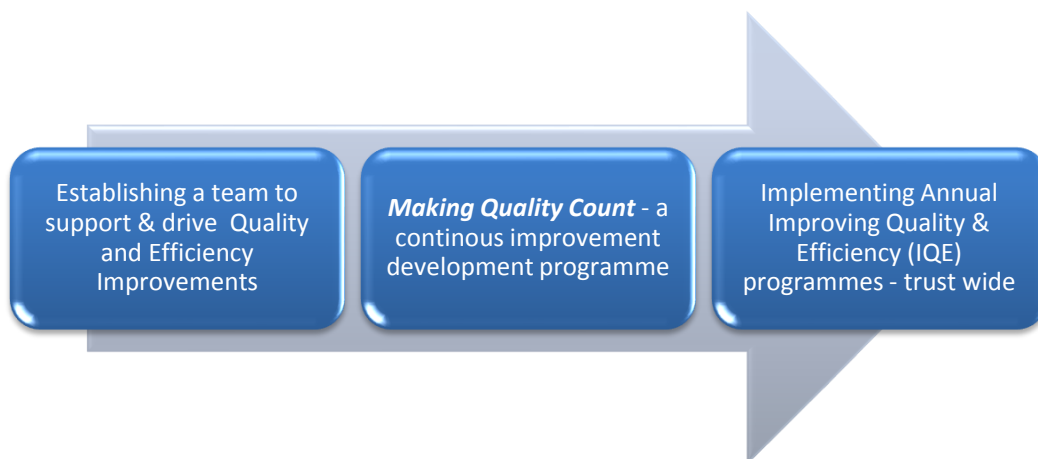 Establishing a team to
support & drive  Quality
and Efficiency
Improvements
Making Quality Count - a
continous improvement
development programme
Implementing Annual
Improving Quality &
Efficiency (IQE)
programmes - trust wide